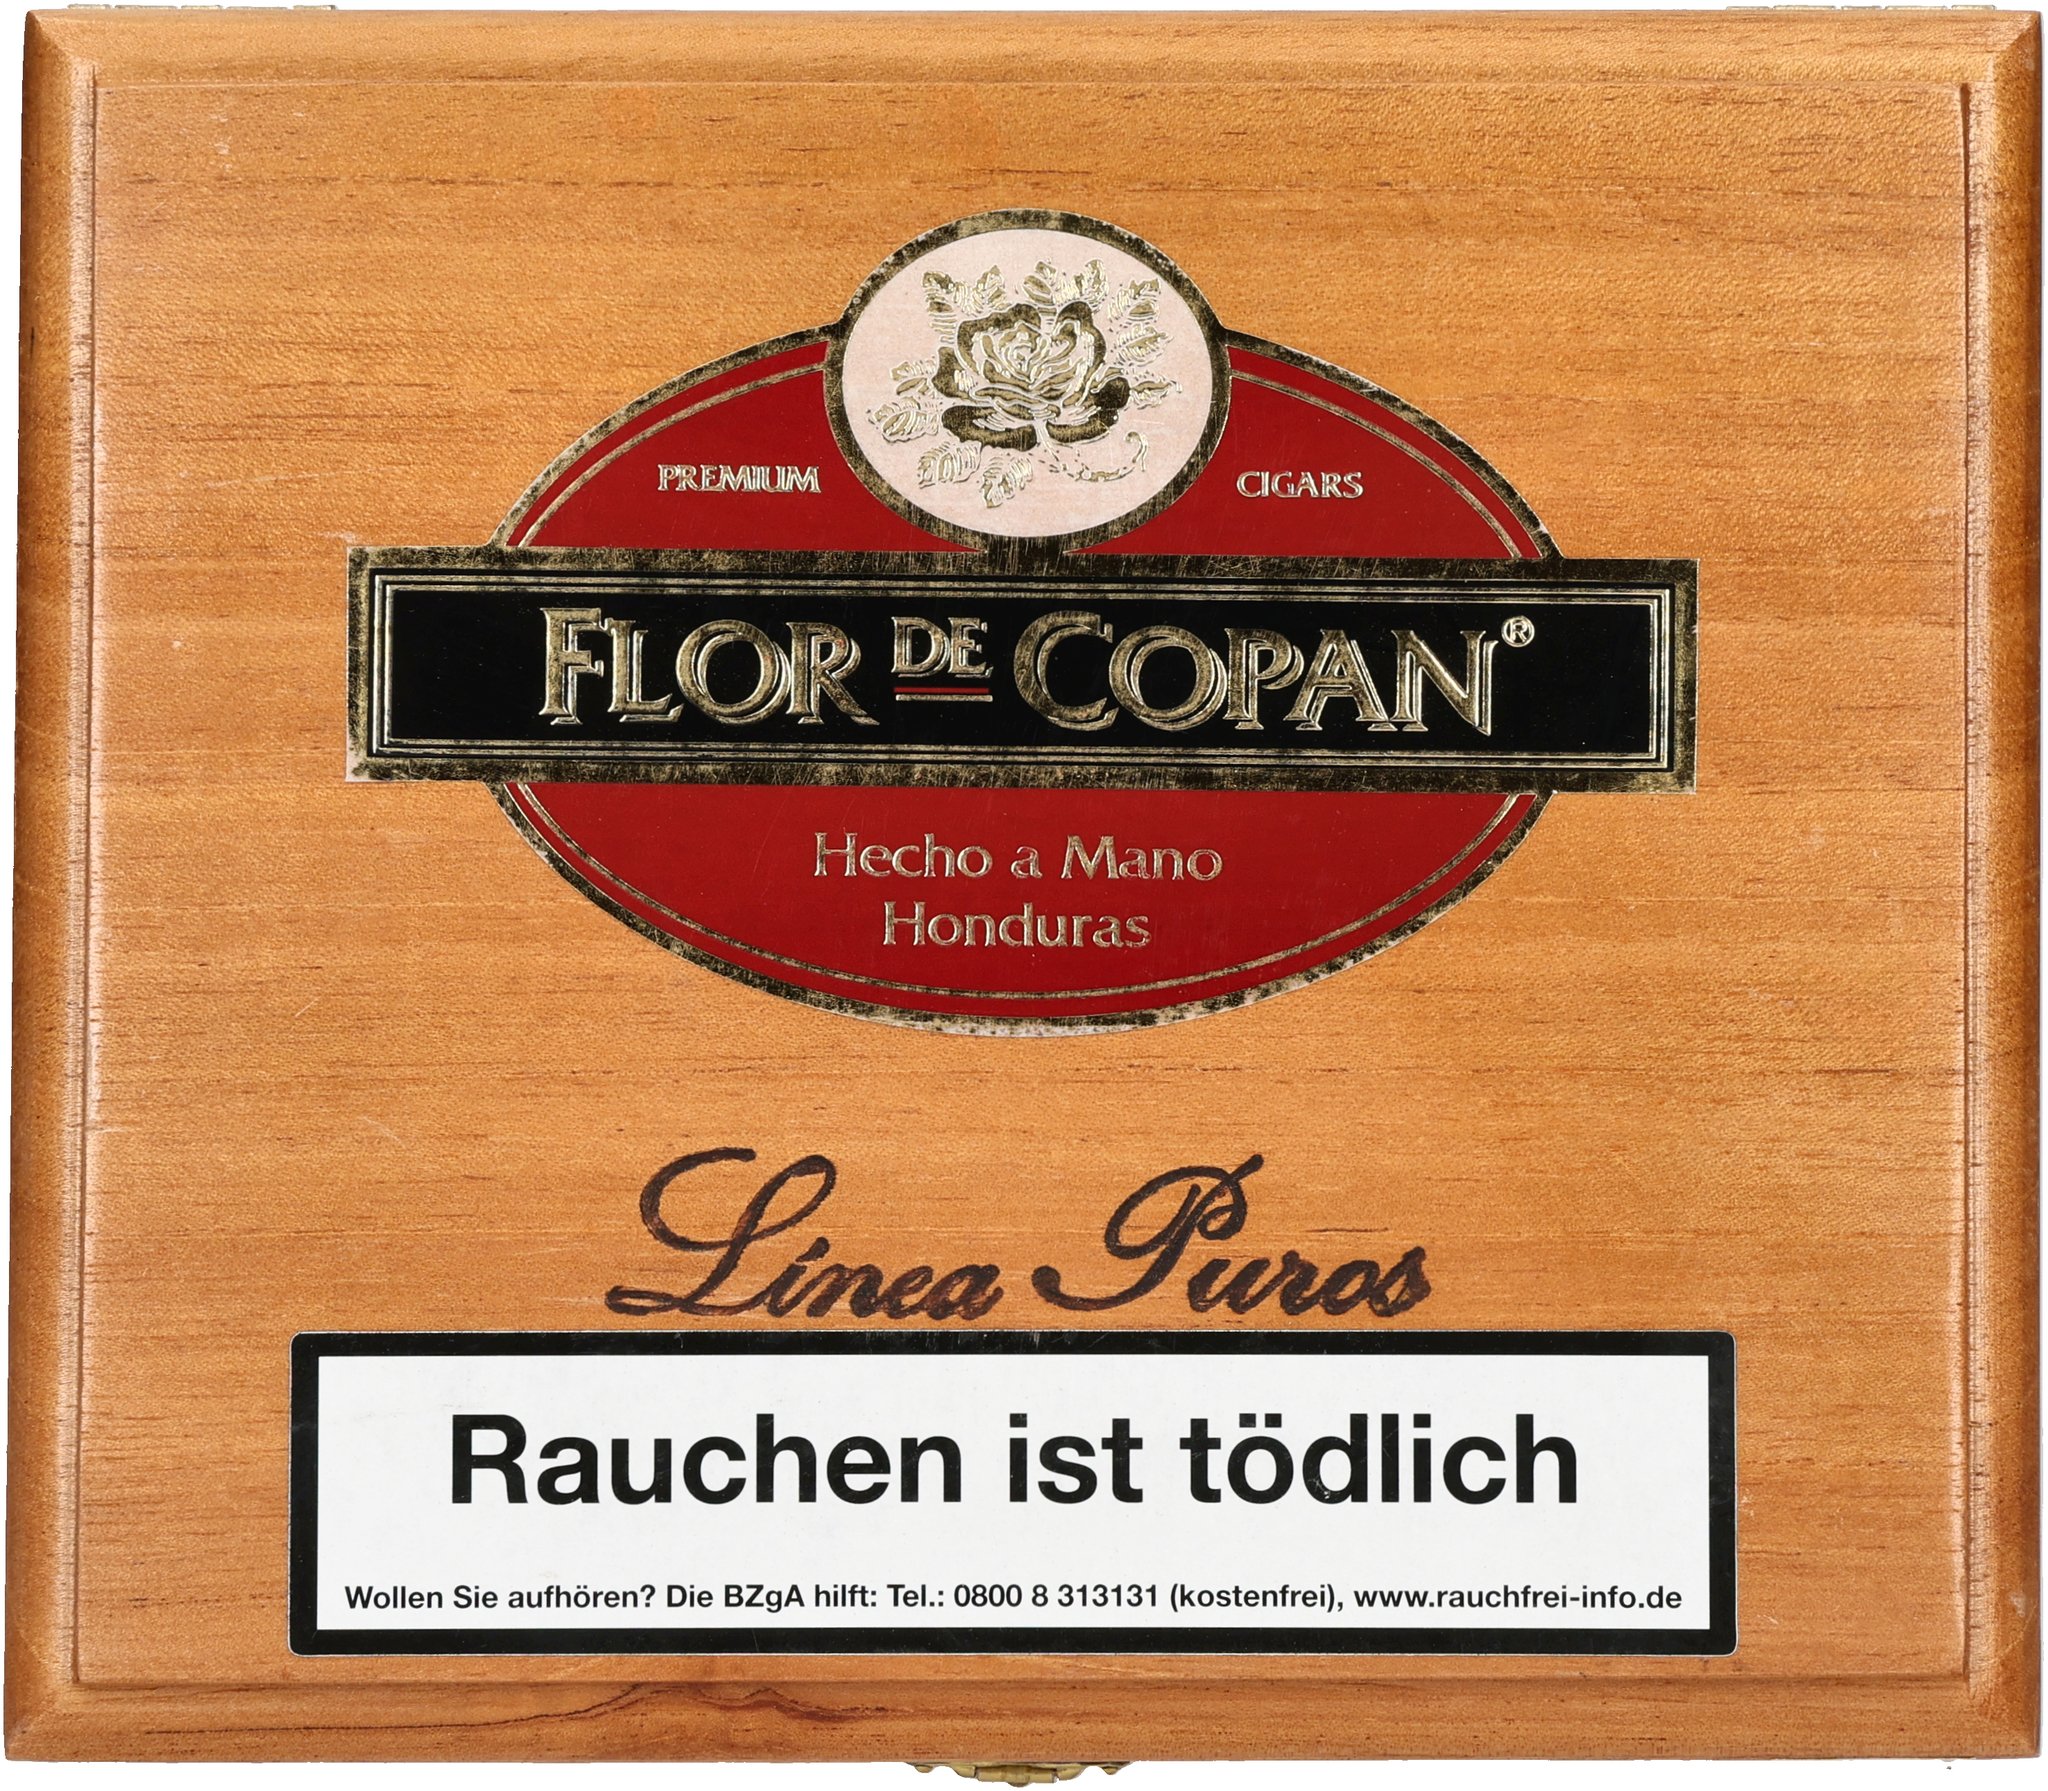 PREMIUM CIGARS
FLOR DE COPAN®
Hecho a Mano
Honduras
Línea Puros
Rauchen ist tödlich
Wollen Sie aufhören? Die BZgA hilft: Tel.: 0800 8 313131 (kostenfrei), www.rauchfrei-info.de